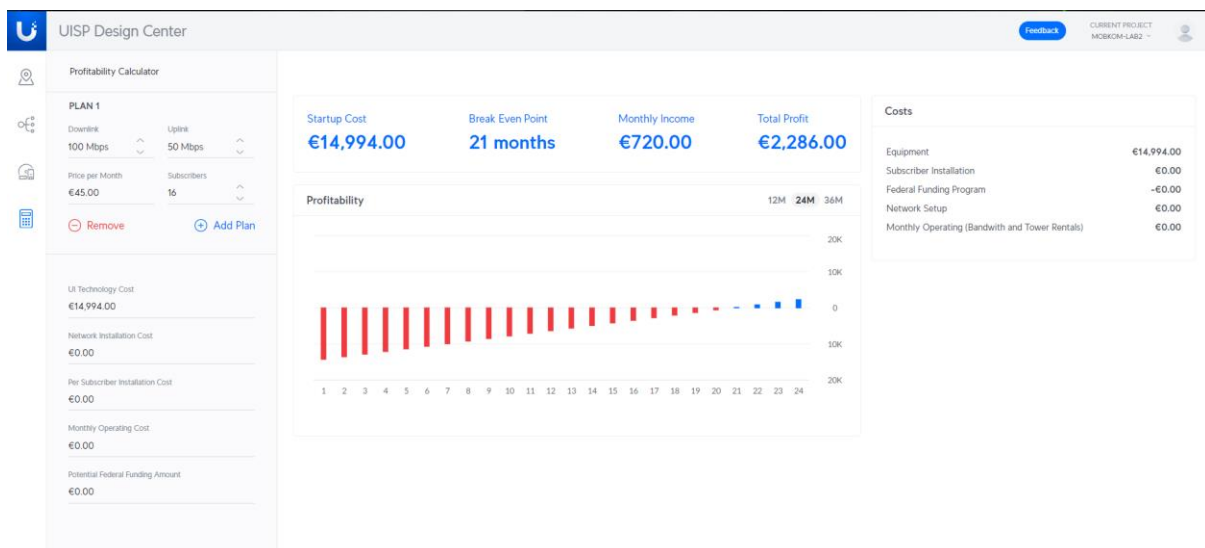 UISP Design Center
Feedback
CURRENT PROJECT
MOBKOM-LAB2
Profitability Calculator
PLAN 1
Downlink Uplink
100 Mbps 50 Mbps
Price per Month Subscribers
€45.00 16
Remove Add Plan
UI Technology Cost
€14,994.00
Network Installation Cost
€0.00
Per Subscriber Installation Cost
€0.00
Monthly Operating Cost
€0.00
Potential Federal Funding Amount
€0.00
Startup Cost Break Even Point Monthly Income Total Profit
€14,994.00 21 months €720.00 €2,286.00
Profitability 12M 24M 36M
20K
10K
0
10K
20K
1 2 3 4 5 6 7 8 9 10 11 12 13 14 15 16 17 18 19 20 21 22 23 24
Costs
Equipment €14,994.00
Subscriber Installation €0.00
Federal Funding Program -€0.00
Network Setup €0.00
Monthly Operating (Bandwith and Tower Rentals) €0.00